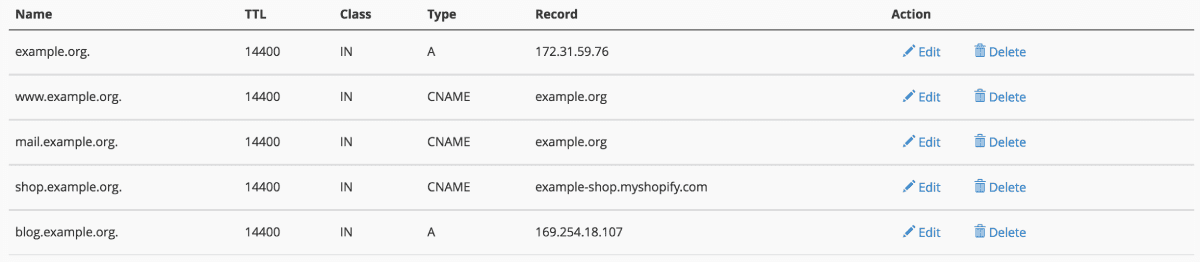 Name TTL Class Type Record Action
example.org. 14400 IN A 172.31.59.76 Edit Delete
www.example.org. 14400 IN CNAME example.org Edit Delete
mail.example.org. 14400 IN CNAME example.org Edit Delete
shop.example.org. 14400 IN CNAME example-shop.myshopify.com Edit Delete
blog.example.org. 14400 IN A 169.254.18.107 Edit Delete